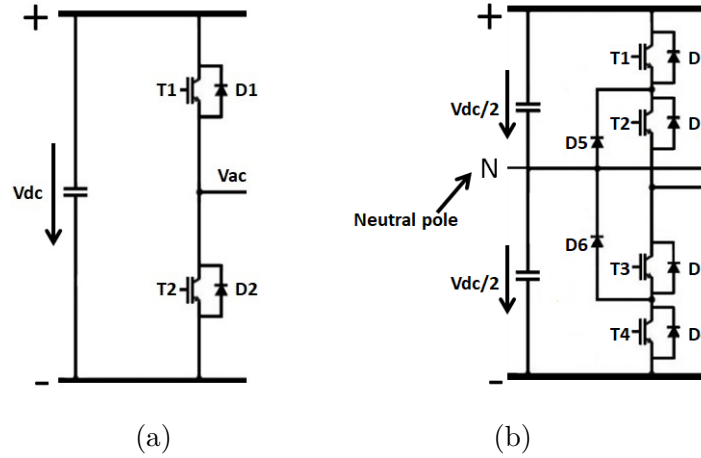 +
T1
D1
Vdc
Vac
T2
D2
-
(a)
+
T1
D
Vdc/2
T2
D
D5
N
Neutral pole
D6
Vdc/2
T3
D
T4
D
-
(b)